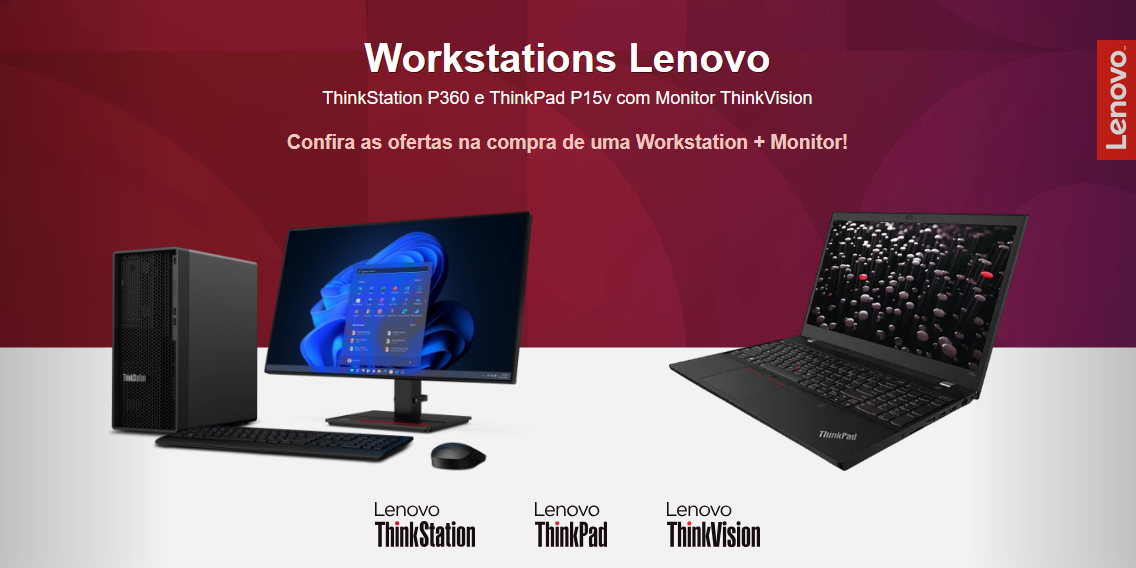 Workstations Lenovo
ThinkStation P360 e ThinkPad P15v com Monitor ThinkVision
Confira as ofertas na compra de uma Workstation + Monitor!
Lenovo
ThinkStation
ThinkPad
Lenovo
ThinkStation
Lenovo
ThinkPad
Lenovo
ThinkVision